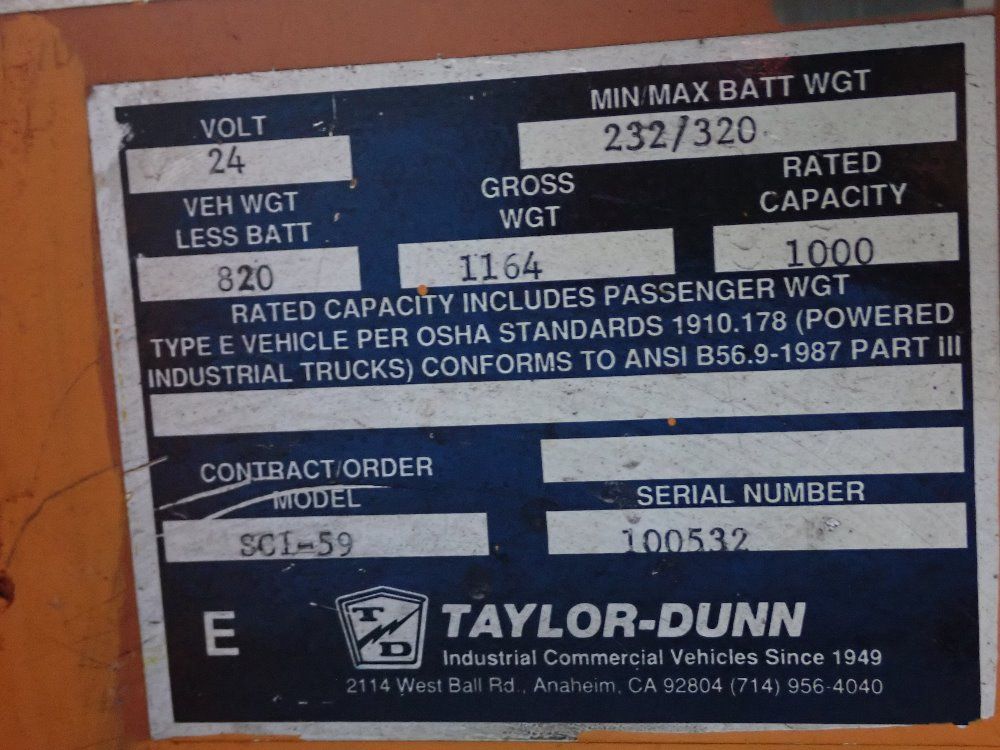 VOLT
24
MIN/MAX BATT WGT
232/320
VEH WGT
LESS BATT
820
GROSS
WGT
1164
RATED
CAPACITY
1000
RATED CAPACITY INCLUDES PASSENGER WGT
TYPE E VEHICLE PER OSHA STANDARDS 1910.178 (POWERED
INDUSTRIAL TRUCKS) CONFORMS TO ANSI B56.9-1987 PART III
CONTRACT/ORDER
MODEL
SC1-59
SERIAL NUMBER
100532
E
T D
TAYLOR-DUNN
Industrial Commercial Vehicles Since 1949
2114 West Ball Rd., Anaheim, CA 92804 (714) 956-4040